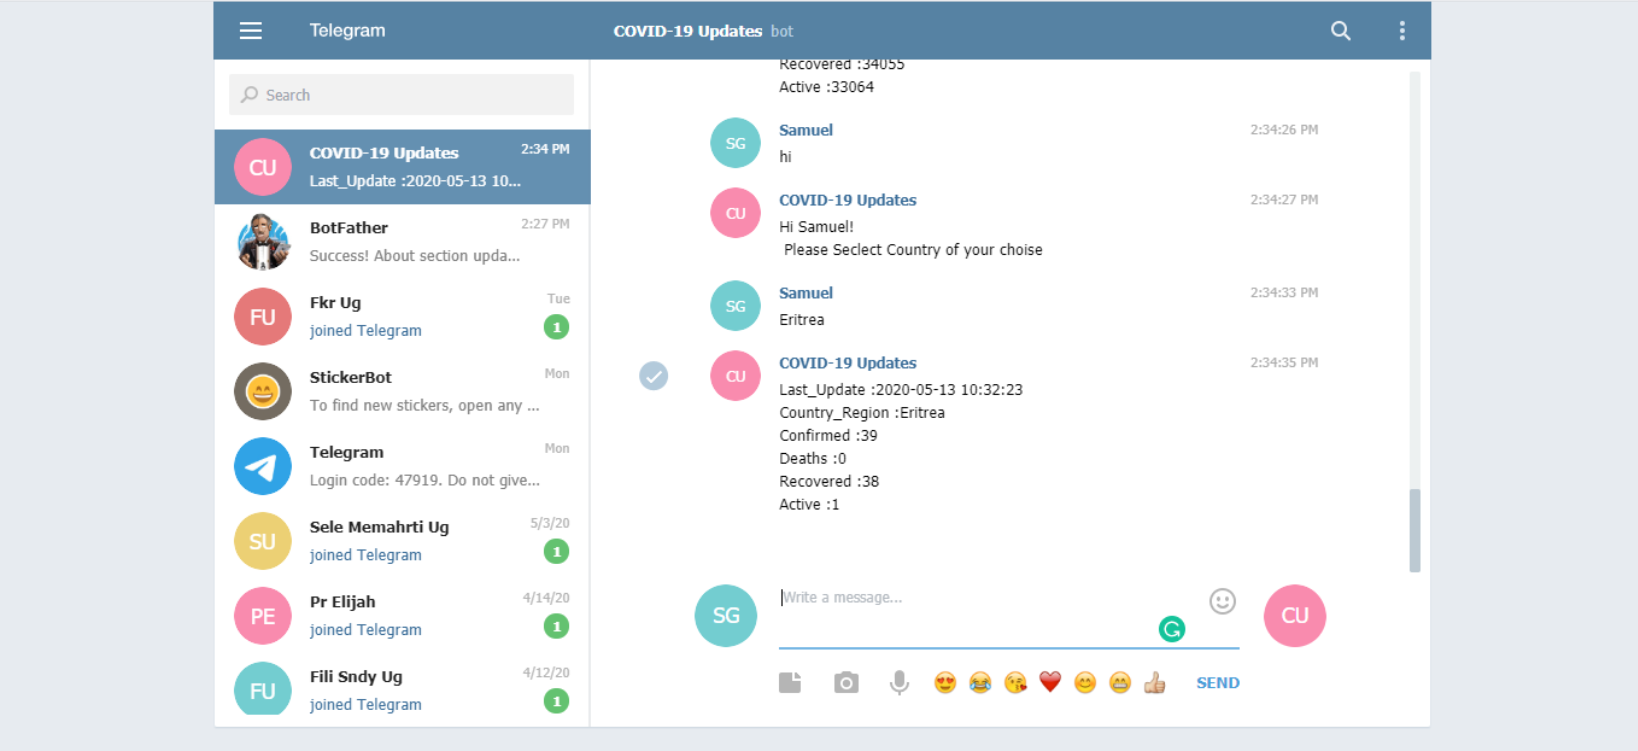 Telegram
COVID-19 Updates bot
Search
CU
COVID-19 Updates
2:34 PM
Last_Update :2020-05-13 10...
BotFather
2:27 PM
Success! About section upda...
FU
Fkr Ug
Tue
joined Telegram
1
StickerBot
Mon
To find new stickers, open any ...
Telegram
Mon
Login code: 47919. Do not give...
SU
Sele Memahrti Ug
5/3/20
joined Telegram
1
PE
Pr Elijah
4/14/20
joined Telegram
1
FU
Fili Sndy Ug
4/12/20
joined Telegram
1
Recovered :34055
Active :33064
SG
Samuel
2:34:26 PM
hi
CU
COVID-19 Updates
2:34:27 PM
Hi Samuel!
Please Seclect Country of your choise
SG
Samuel
2:34:33 PM
Eritrea
CU
COVID-19 Updates
2:34:35 PM
Last_Update :2020-05-13 10:32:23
Country_Region :Eritrea
Confirmed :39
Deaths :0
Recovered :38
Active :1
SG
Write a message...
CU
SEND